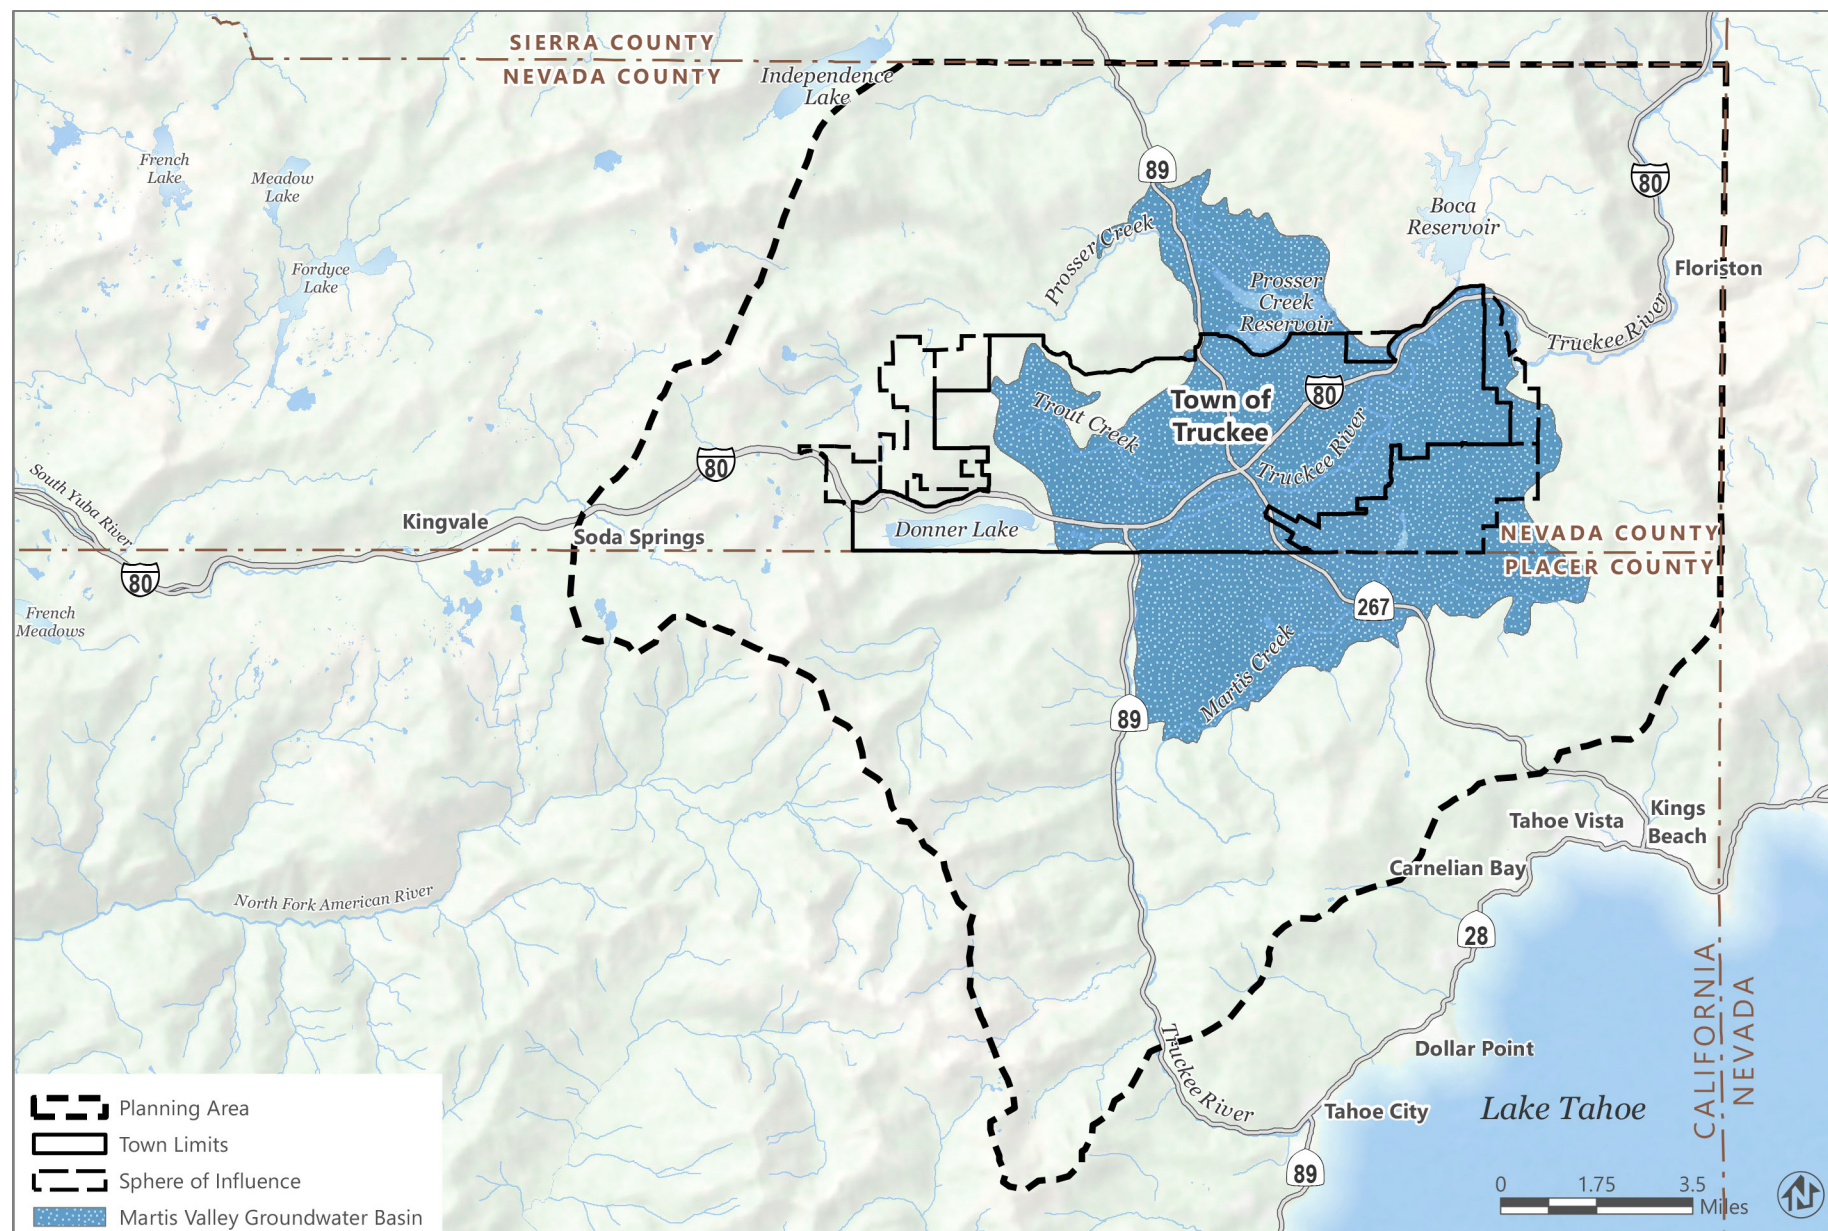 SIERRA COUNTY
NEVADA COUNTY
Independence
Lake
89
80
French
Lake
Meadow
Lake
Boca
Reservoir
Prosser Creek
Fordyce
Lake
Floriston
Prosser
Creek
Reservoir
Truckee River
Town of
Truckee
80
Trout Creek
Truckee River
80
South Yuba River
Kingvale
Soda Springs
Donner Lake
NEVADA COUNTY
PLACER COUNTY
80
267
French
Meadows
Martis Creek
89
Kings
Beach
Tahoe Vista
Carnelian Bay
North Fork American River
28
CALIFORNIA
NEVADA
Truckee River
Dollar Point
Tahoe City
Lake Tahoe
89
Planning Area
Town Limits
Sphere of Influence
Martis Valley Groundwater Basin
0 1.75 3.5
Miles
N